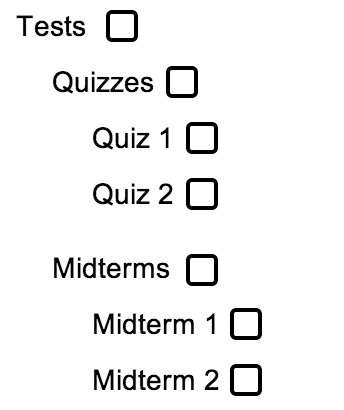 Tests
Quizzes
Quiz 1
Quiz 2
Midterms
Midterm 1
Midterm 2